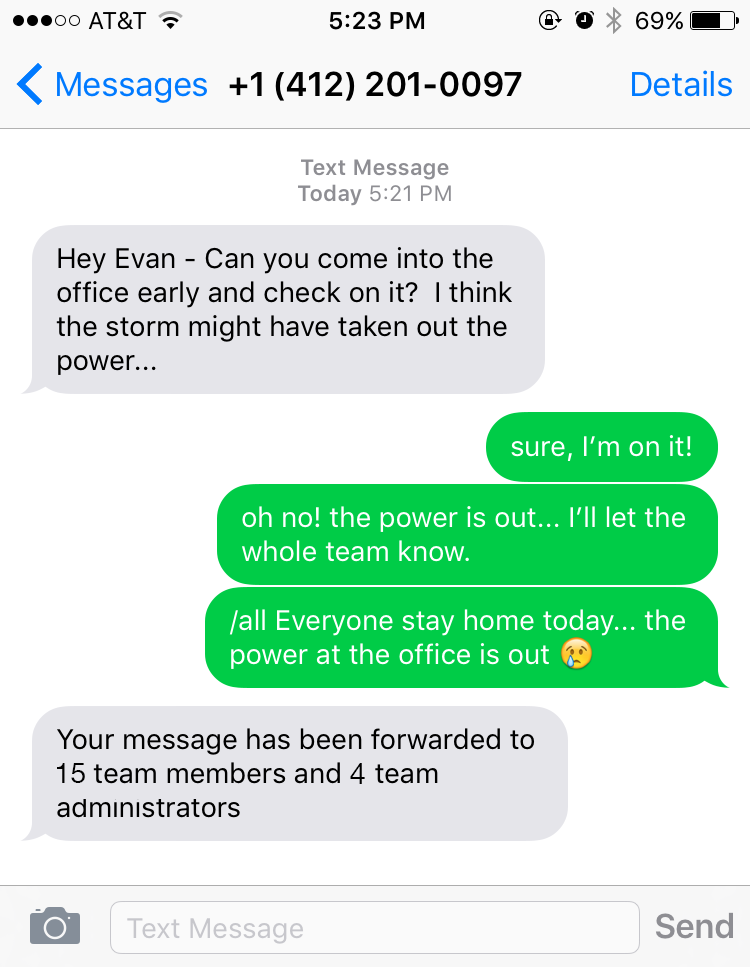 AT&T 5:23 PM 69%
Messages +1 (412) 201-0097 Details
Text Message
Today 5:21 PM
Hey Evan - Can you come into the
office early and check on it?  I think
the storm might have taken out the
power...
sure, I’m on it!
oh no! the power is out... I’ll let the
whole team know.
/all Everyone stay home today... the
power at the office is out 😢
Your message has been forwarded to
15 team members and 4 team
administrators
Text Message Send